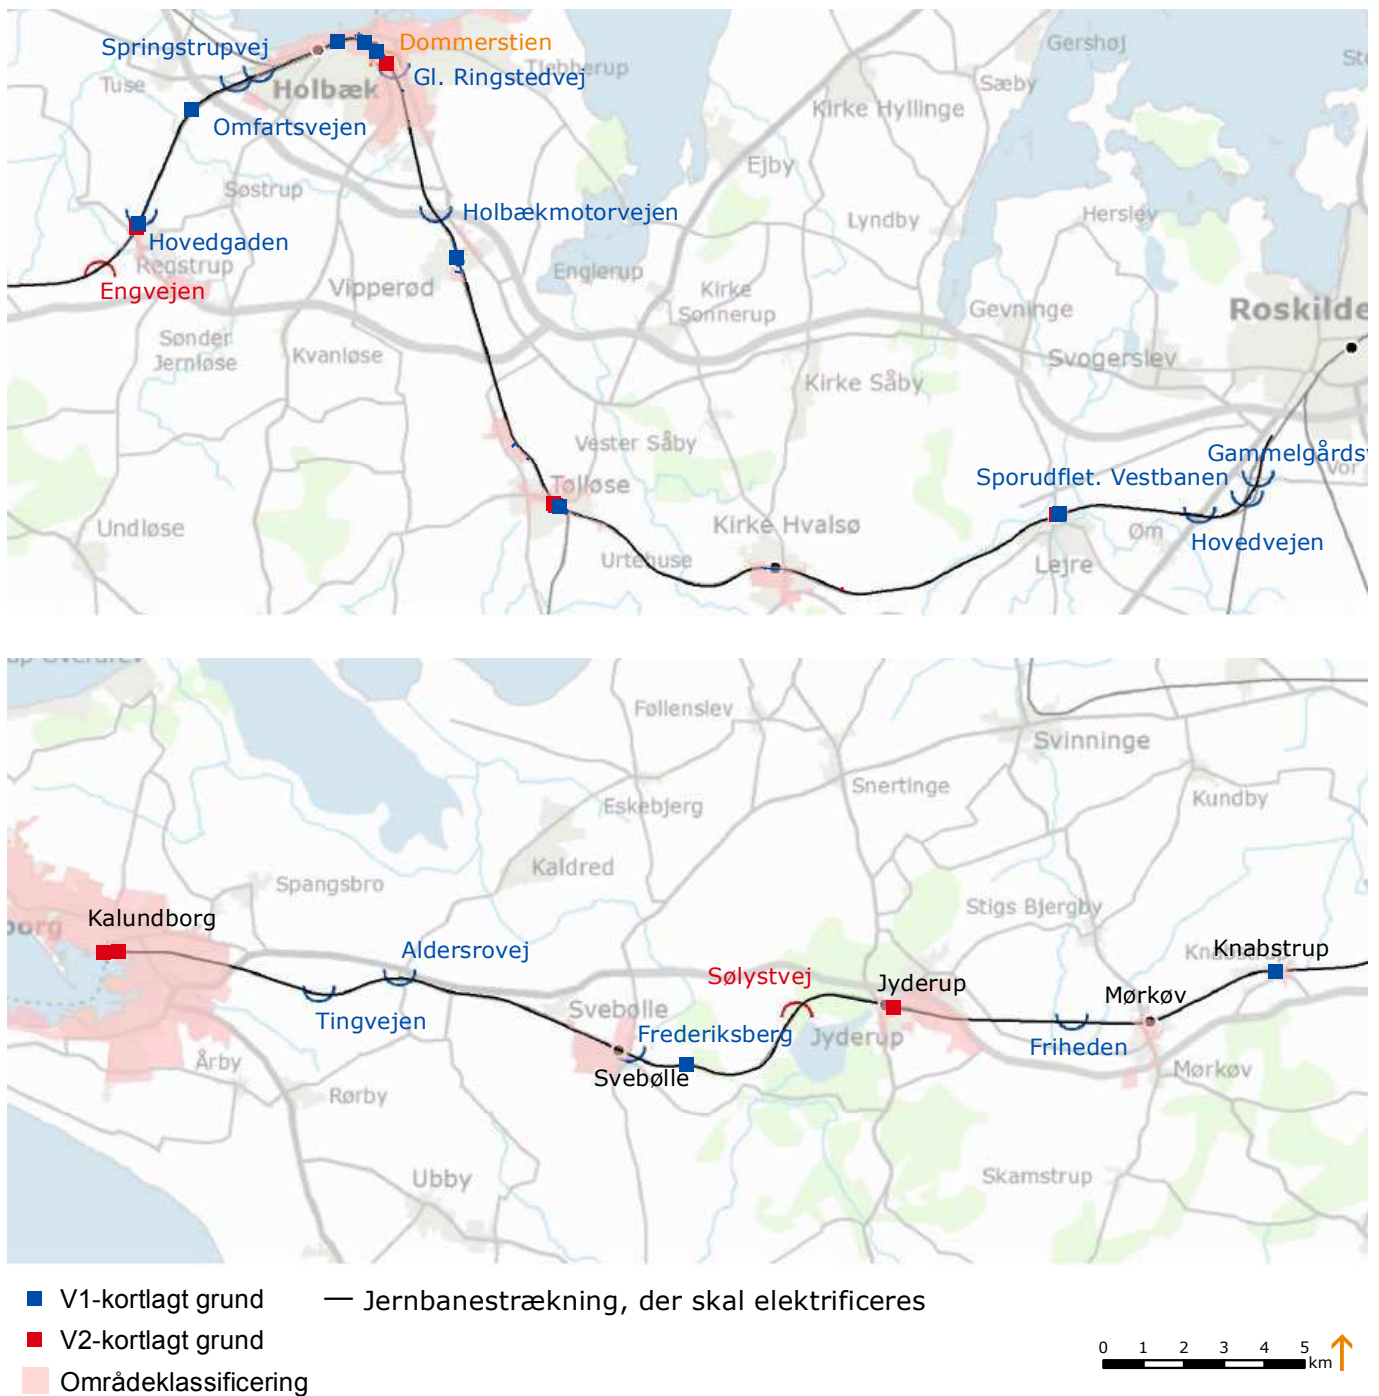 Springstrupvej
Dommerstien
Gershøj
Tuse
Holbæk
Gl. Ringstedvej
Sæby
Kirke Hyllinge
Omfartsvejen
Ejby
Søstrup
Holbækmotorvejen
Lyndby
Herslev
Hovedgaden
Regstrup
Englerup
Engvejen
Vipperød
Kirke
Sonnerup
Gevninge
Roskilde
Sønder
Jernløse
Kvanløse
Svogerslev
Kirke Såby
Vester Såby
Gammelgårdsv
Vor
Sporudflet. Vestbanen
Tølløse
Undløse
Kirke Hvalsø
Øm
Hovedvejen
Urtehuse
Lejre
Føllenslev
Svinninge
Snertinge
Kundby
Eskebjerg
Kaldred
Spangsbro
Stigs Bjergby
borg
Kalundborg
Aldersrovej
Knabstrup
Sølystvej
Jyderup
Mørkøv
Svebølle
Tingvejen
Frederiksberg
Jyderup
Friheden
Årby
Svebølle
Mørkøv
Rørby
Ubby
Skamstrup
V1-kortlagt grund
Jernbanestrækning, der skal elektrificeres
V2-kortlagt grund
0 1 2 3 4 5
km
Områdeklassificering